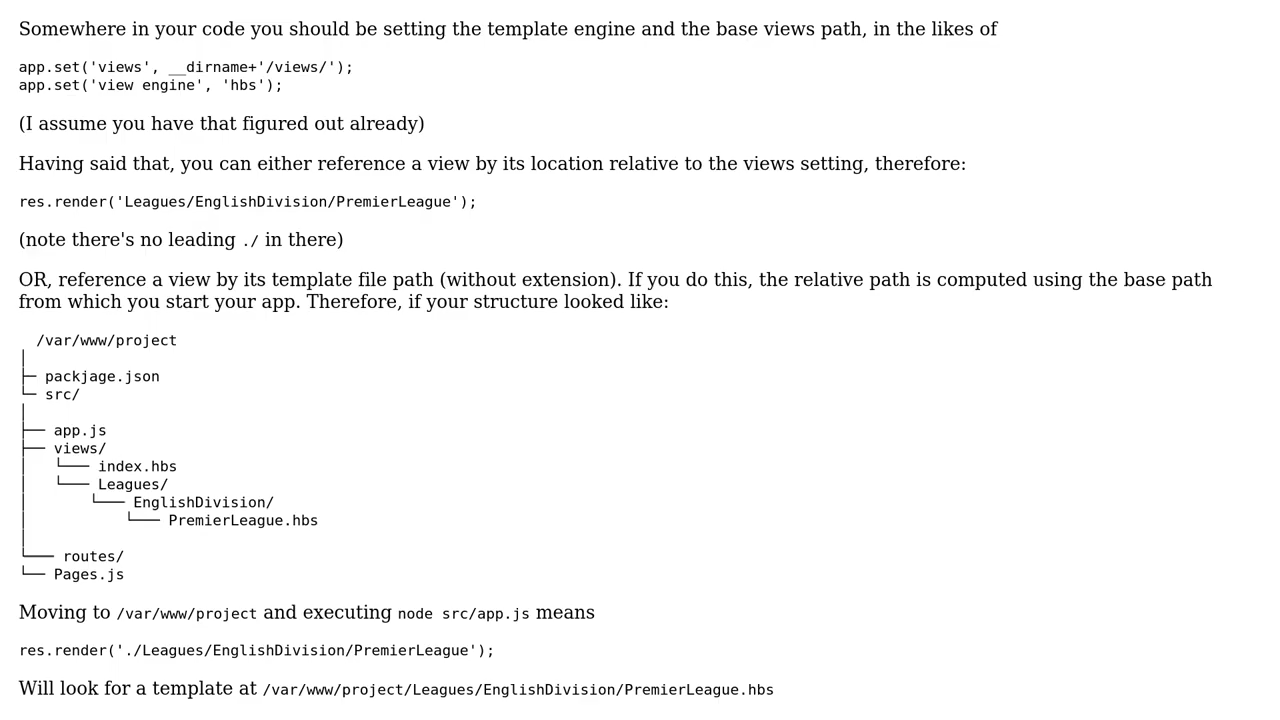 Somewhere in your code you should be setting the template engine and the base views path, in the likes of
app.set('views', __dirname+'/views/');
app.set('view engine', 'hbs');
(I assume you have that figured out already)
Having said that, you can either reference a view by its location relative to the views setting, therefore:
res.render('Leagues/EnglishDivision/PremierLeague');
(note there's no leading ./ in there)
OR, reference a view by its template file path (without extension). If you do this, the relative path is computed using the base path
from which you start your app. Therefore, if your structure looked like:
  /var/www/project
│
├─ packjage.json
└─ src/
│
├── app.js
├── views/
│   └─── index.hbs
│   └─── Leagues/
│       └─── EnglishDivision/
│           └─── PremierLeague.hbs
│
└─── routes/
└── Pages.js
Moving to /var/www/project and executing node src/app.js means
res.render('./Leagues/EnglishDivision/PremierLeague');
Will look for a template at /var/www/project/Leagues/EnglishDivision/PremierLeague.hbs